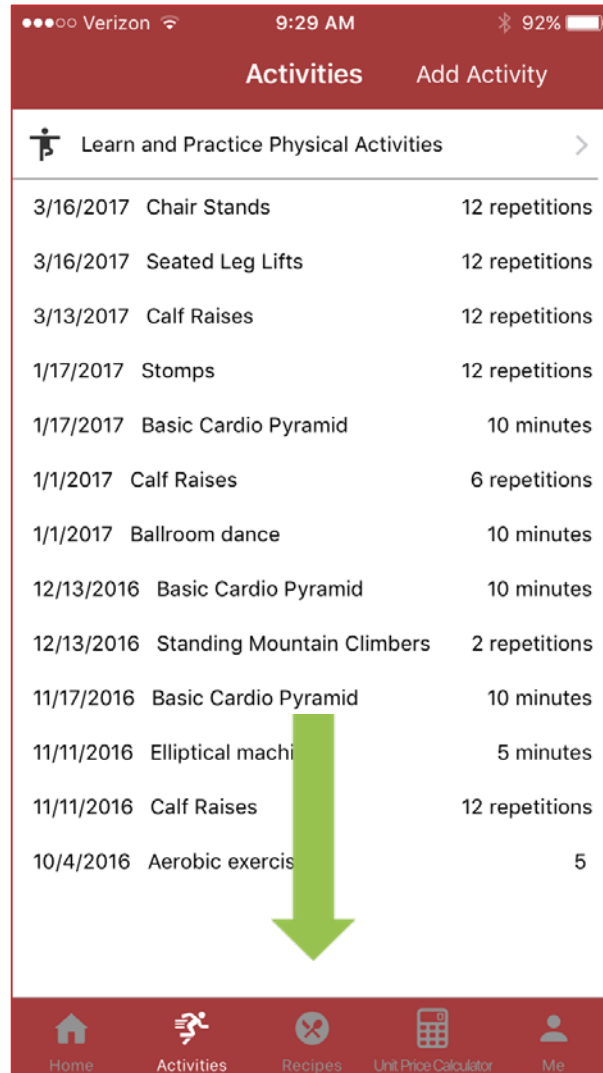 Verizon 9:29 AM 92%
Activities Add Activity
Learn and Practice Physical Activities
3/16/2017 Chair Stands 12 repetitions
3/16/2017 Seated Leg Lifts 12 repetitions
3/13/2017 Calf Raises 12 repetitions
1/17/2017 Stomps 12 repetitions
1/17/2017 Basic Cardio Pyramid 10 minutes
1/1/2017 Calf Raises 6 repetitions
1/1/2017 Ballroom dance 10 minutes
12/13/2016 Basic Cardio Pyramid 10 minutes
12/13/2016 Standing Mountain Climbers 2 repetitions
11/17/2016 Basic Cardio Pyramid 10 minutes
11/11/2016 Elliptical machi 5 minutes
11/11/2016 Calf Raises 12 repetitions
10/4/2016 Aerobic exercis 5
Home Activities Recipes Unit Price Calculator Me